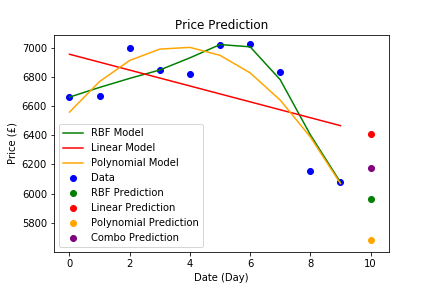 Price Prediction
Price (£)
7000
6800
6600
6400
6200
6000
5800
RBF Model
Linear Model
Polynomial Model
Data
RBF Prediction
Linear Prediction
Polynomial Prediction
Combo Prediction
0 2 4 6 8 10
Date (Day)